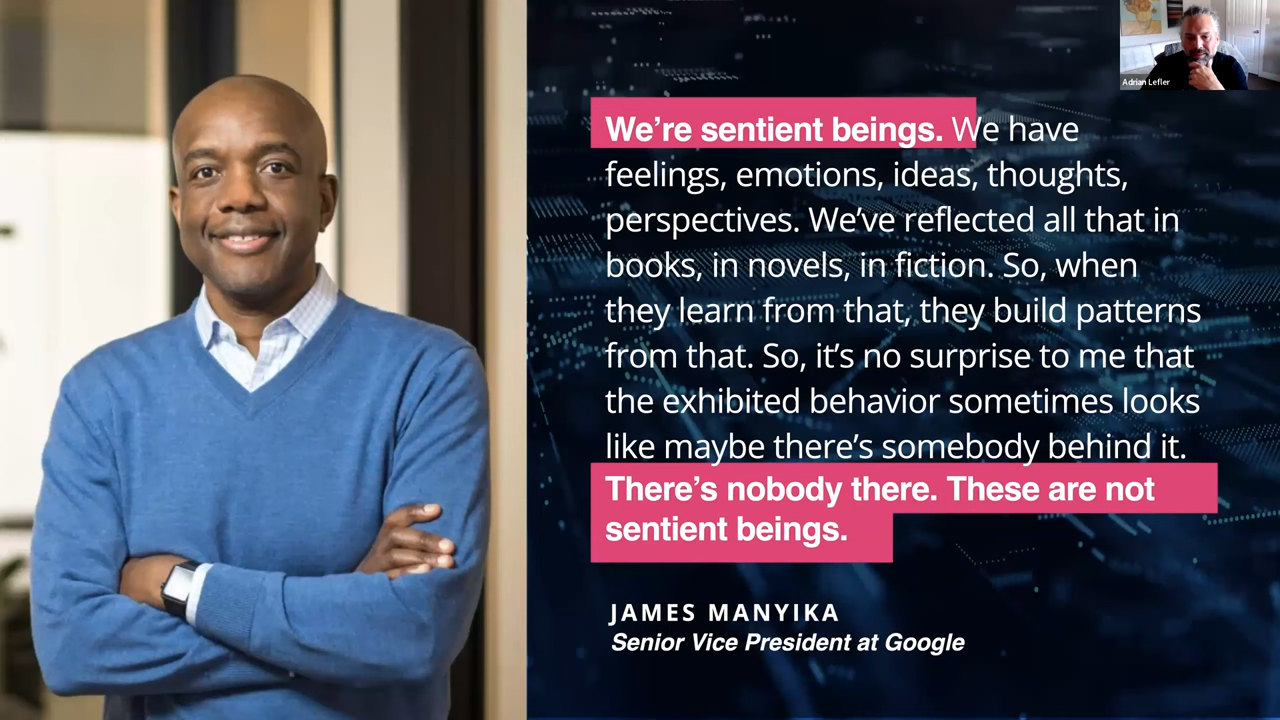 Adrian Lefler
We're sentient beings. We have
feelings, emotions, ideas, thoughts,
perspectives. We've reflected all that in
books, in novels, in fiction. So, when
they learn from that, they build patterns
from that. So, it's no surprise to me that
the exhibited behavior sometimes looks
like maybe there's somebody behind it.
There's nobody there. These are not
sentient beings.
JAMES MANYIKA
Senior Vice President at Google